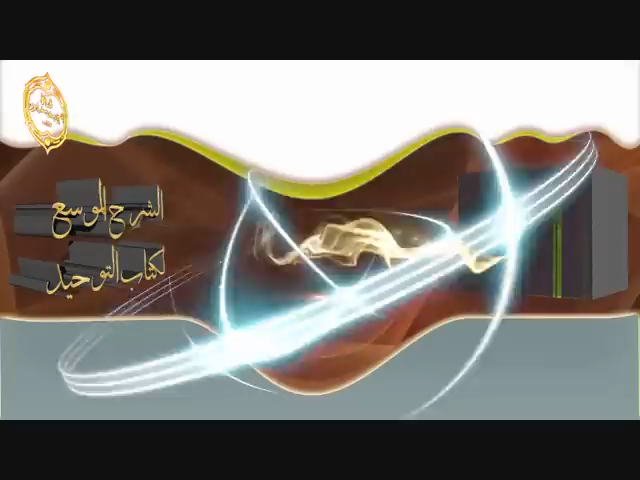 الشرح الموسع
لكتاب التوحيد